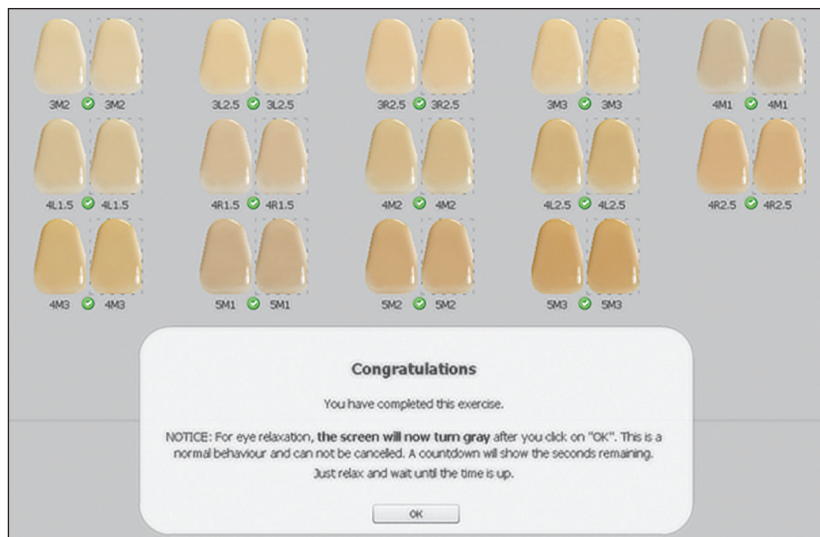 3M2 3M2 3L2.5 3L2.5 3R2.5 3R2.5 3M3 3M3 4M1 4M1
4L1.5 4L1.5 4R1.5 4R1.5 4M2 4M2 4L2.5 4L2.5 4R2.5 4R2.5
4M3 4M3 5M1 5M1 5M2 5M2 5M3 5M3
Congratulations
You have completed this exercise.
NOTICE: For eye relaxation, the screen will now turn gray after you click on "OK". This is a
normal behaviour and can not be cancelled. A countdown will show the seconds remaining.
Just relax and wait until the time is up.
OK